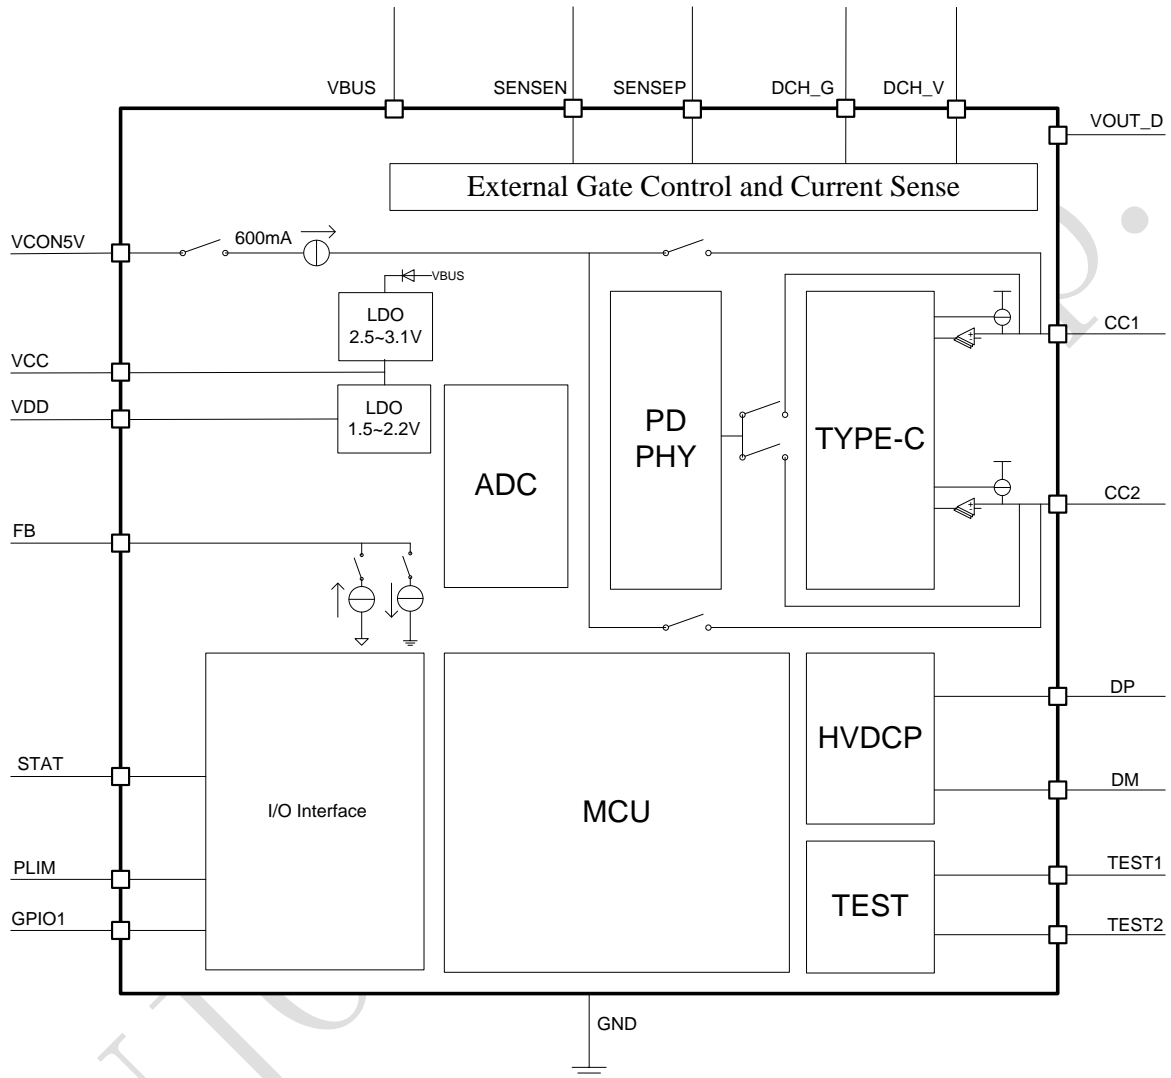 VBUS
SENSEN
SENSEP
DCH_G
DCH_V
VOUT_D
External Gate Control and Current Sense
VCON5V
600mA
VBUS
LDO
2.5~3.1V
CC1
VCC
VDD
LDO
1.5~2.2V
PD
PHY
TYPE-C
ADC
CC2
FB
DP
HVDCP
STAT
DM
I/O Interface
MCU
PLIM
TEST1
GPIO1
TEST
TEST2
GND